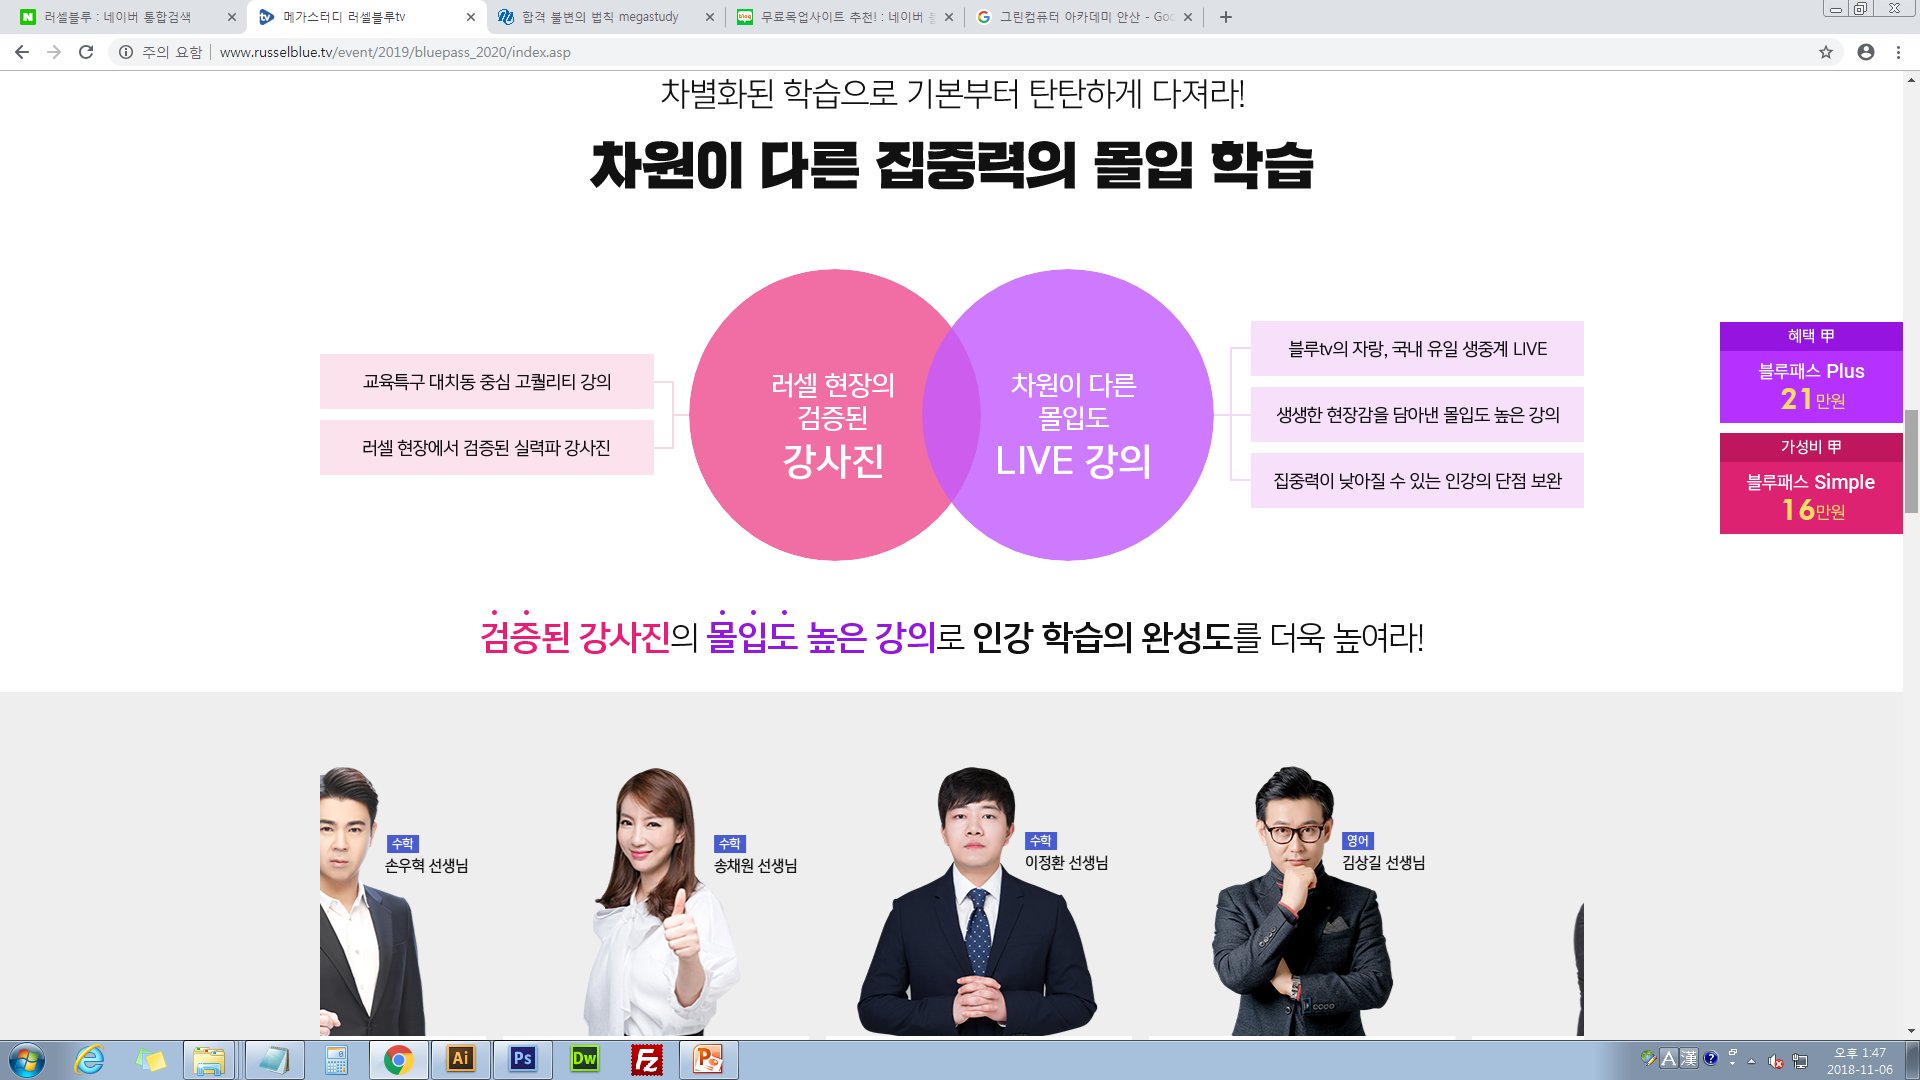 러셀블루 : 네이버 통합검색
메가스터디 러셀블루tv
합격 불변의 법칙 megastudy
무료목업사이트 추천! : 네이버
그린컴퓨터 아카데미 안산 - Goo
주의 요함
www.russelblue.tv/event/2019/bluepass_2020/index.asp
차별화된 학습으로 기본부터 탄탄하게 다져라!
차원이 다른 집중력의 몰입 학습
교육특구 대치동 중심 고퀄리티 강의
러셀 현장에서 검증된 실력파 강사진
러셀 현장의
검증된
강사진
차원이 다른
몰입도
LIVE 강의
블루tv의 자랑, 국내 유일 생중계 LIVE
생생한 현장감을 담아낸 몰입도 높은 강의
집중력이 낮아질 수 있는 인강의 단점 보완
혜택 甲
블루패스 Plus
21만원
가성비 甲
블루패스 Simple
16만원
검증된 강사진의 몰입도 높은 강의로 인강 학습의 완성도를 더욱 높여라!
수학
손우혁 선생님
수학
송채원 선생님
수학
이정환 선생님
영어
김상길 선생님
Ai
Ps
Dw
Fz
A 漢
오후 1:47
2018-11-06